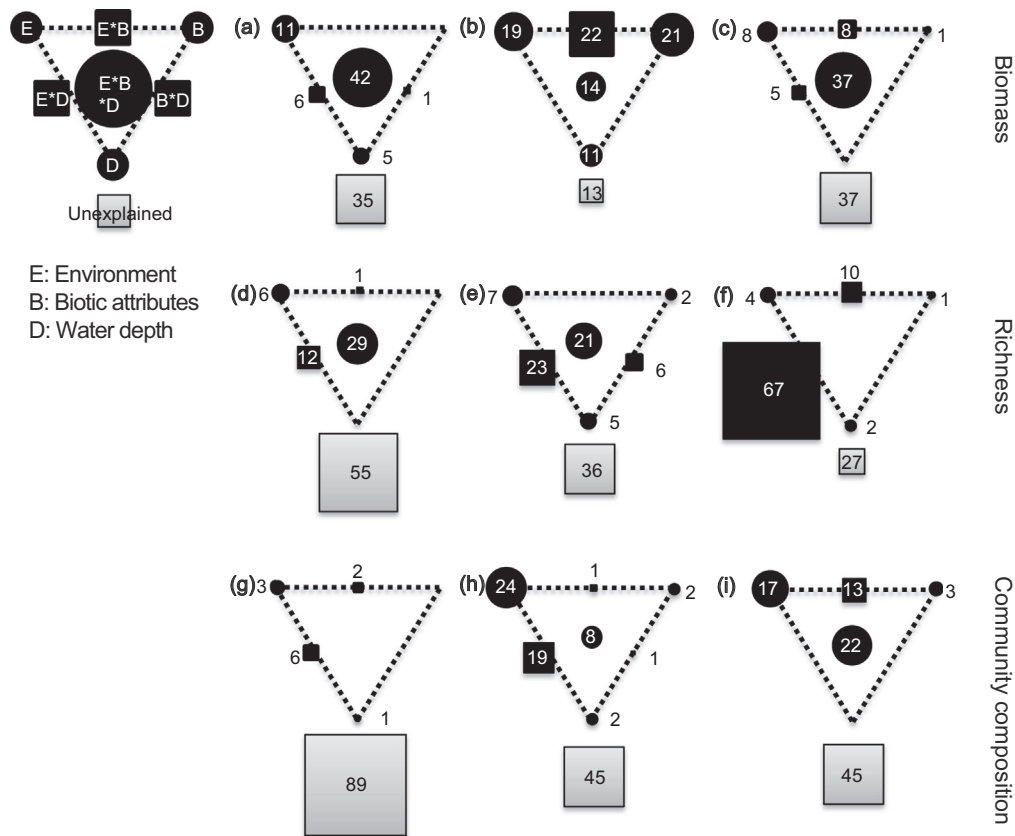 E E*B B
E*D E*B *D B*D
D
Unexplained
E: Environment
B: Biotic attributes
D: Water depth
(a) 11 42 6 1 5 35
(b) 19 22 21 14 11 13
(c) 8 8 1 5 37 37
Biomass
(d) 6 1 12 29 55
(e) 7 2 23 21 6 5 36
(f) 4 10 1 67 2 27
Richness
(g) 3 2 6 1 89
(h) 24 1 2 19 8 1 2 45
(i) 17 13 3 22 45
Community composition